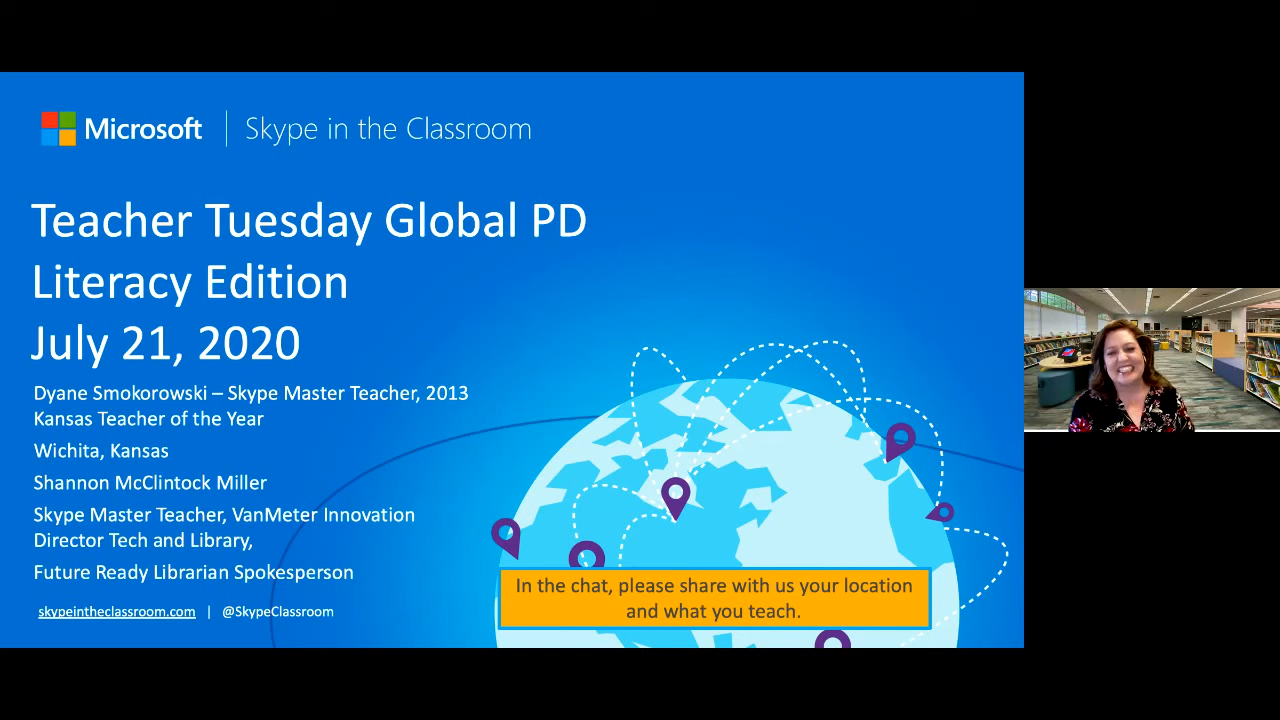 Microsoft | Skype in the Classroom
Teacher Tuesday Global PD
Literacy Edition
July 21, 2020
Dyane Smokorowski – Skype Master Teacher, 2013
Kansas Teacher of the Year
Wichita, Kansas
Shannon McClintock Miller
Skype Master Teacher, VanMeter Innovation
Director Tech and Library,
Future Ready Librarian Spokesperson
skypeintheclassroom.com | @SkypeClassroom
In the chat, please share with us your location
and what you teach.